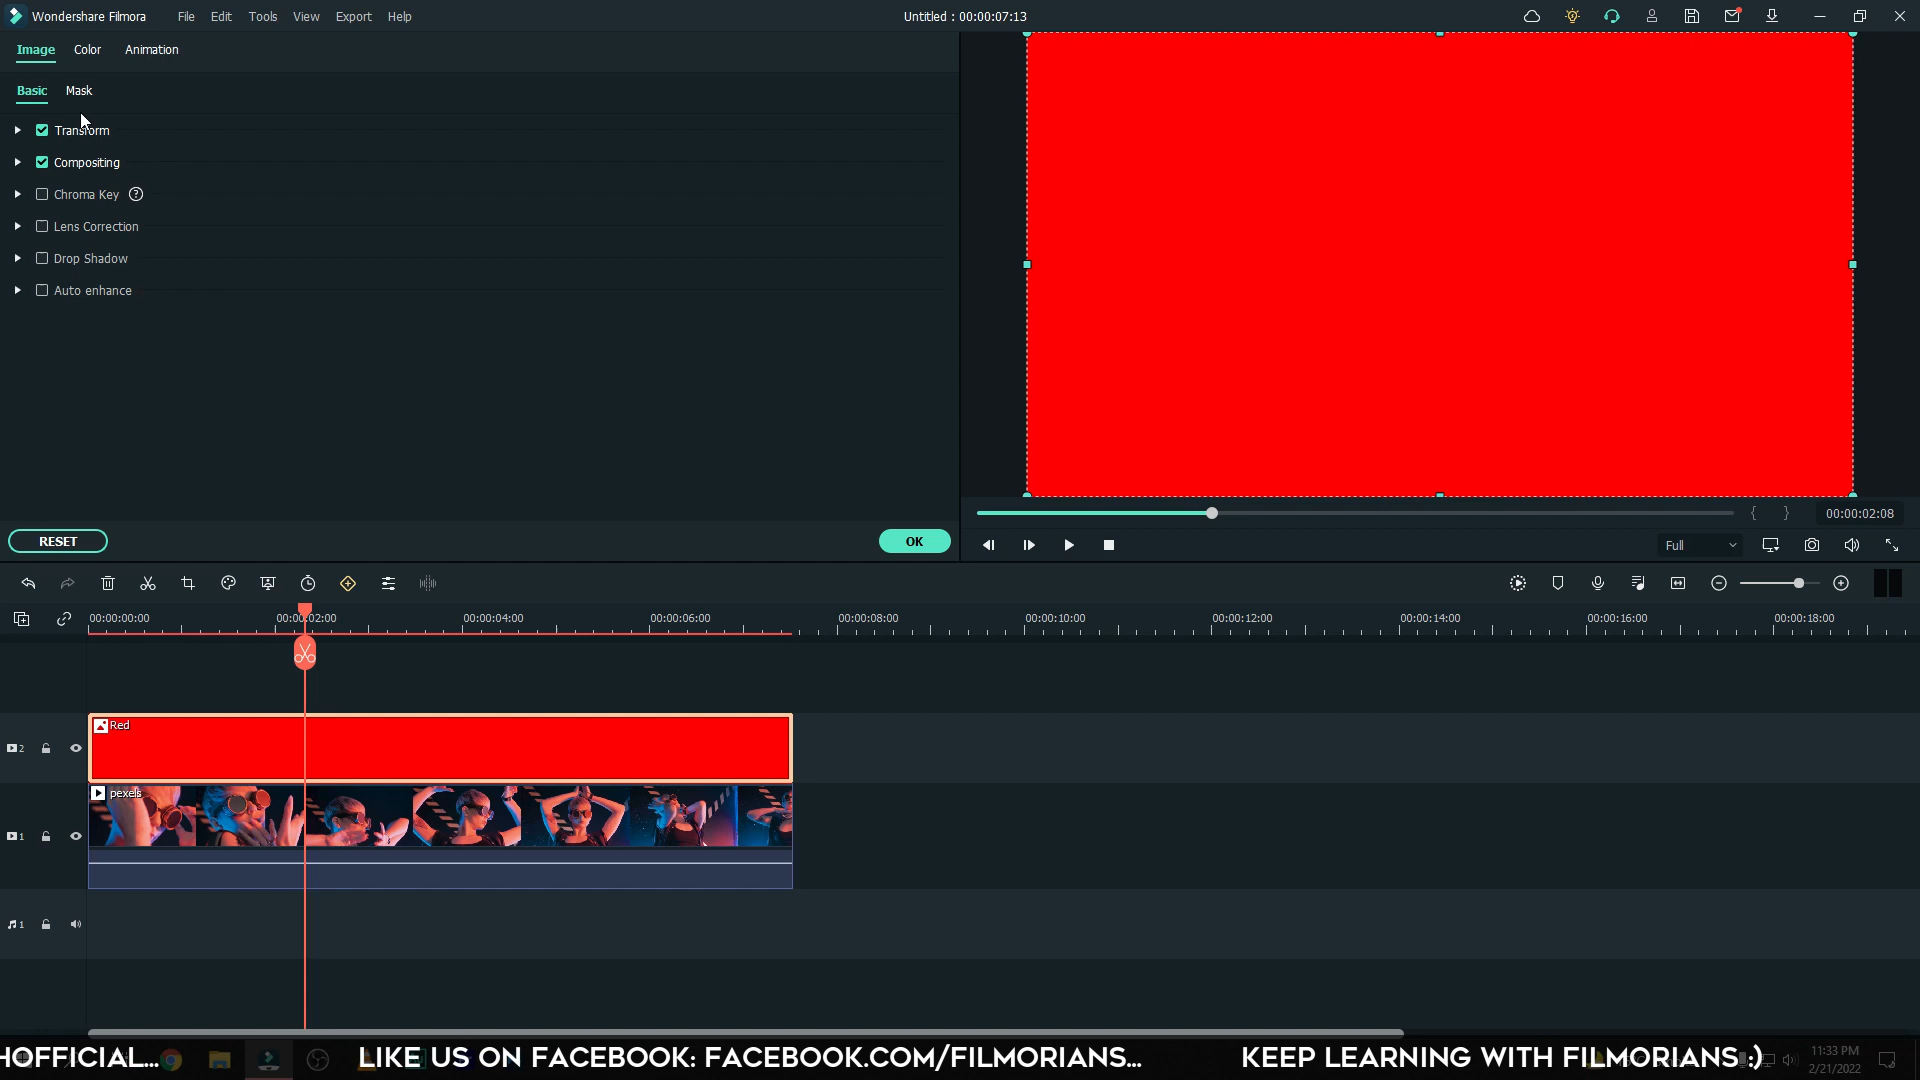 Wondershare Filmora File Edit Tools View Export Help Untitled : 00:00:07:13
Image Color Animation
Basic Mask
Transform
Compositing
Chroma Key ?
Lens Correction
Drop Shadow
Auto enhance
RESET OK
00:00:02:08
Full
00:00:00:00 00:00:02:00 00:00:04:00 00:00:06:00 00:00:08:00 00:00:10:00 00:00:12:00 00:00:14:00 00:00:16:00 00:00:18:00
Red
2
pexels
1
1
HOFFICIAL... LIKE US ON FACEBOOK: FACEBOOK.COM/FILMORIANS... KEEP LEARNING WITH FILMORIANS :)
11:33 PM
2/21/2022